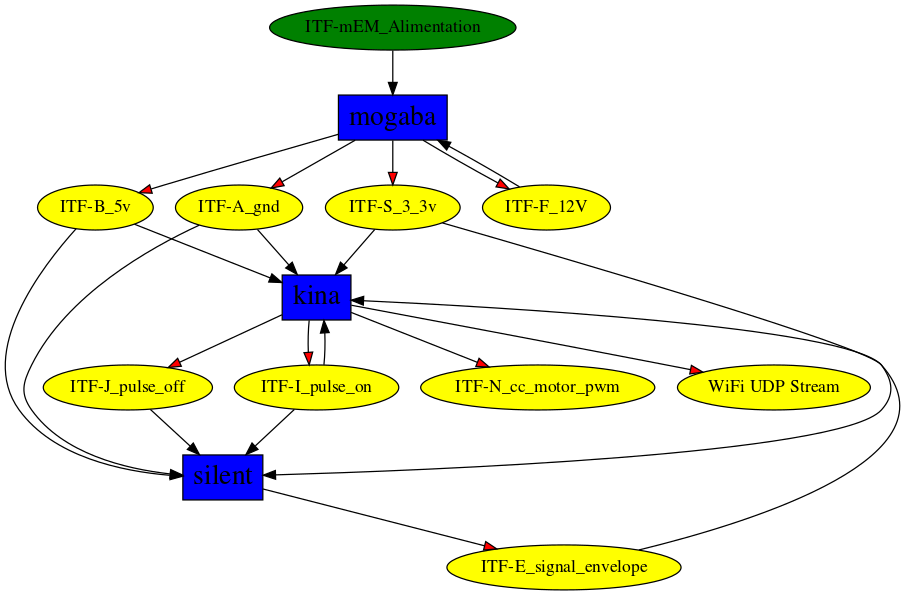 ITF-mEM_Alimentation
mogaba
ITF-B_5v
ITF-A_gnd
ITF-S_3_3v
ITF-F_12V
kina
ITF-J_pulse_off
ITF-I_pulse_on
ITF-N_cc_motor_pwm
WiFi UDP Stream
silent
ITF-E_signal_envelope